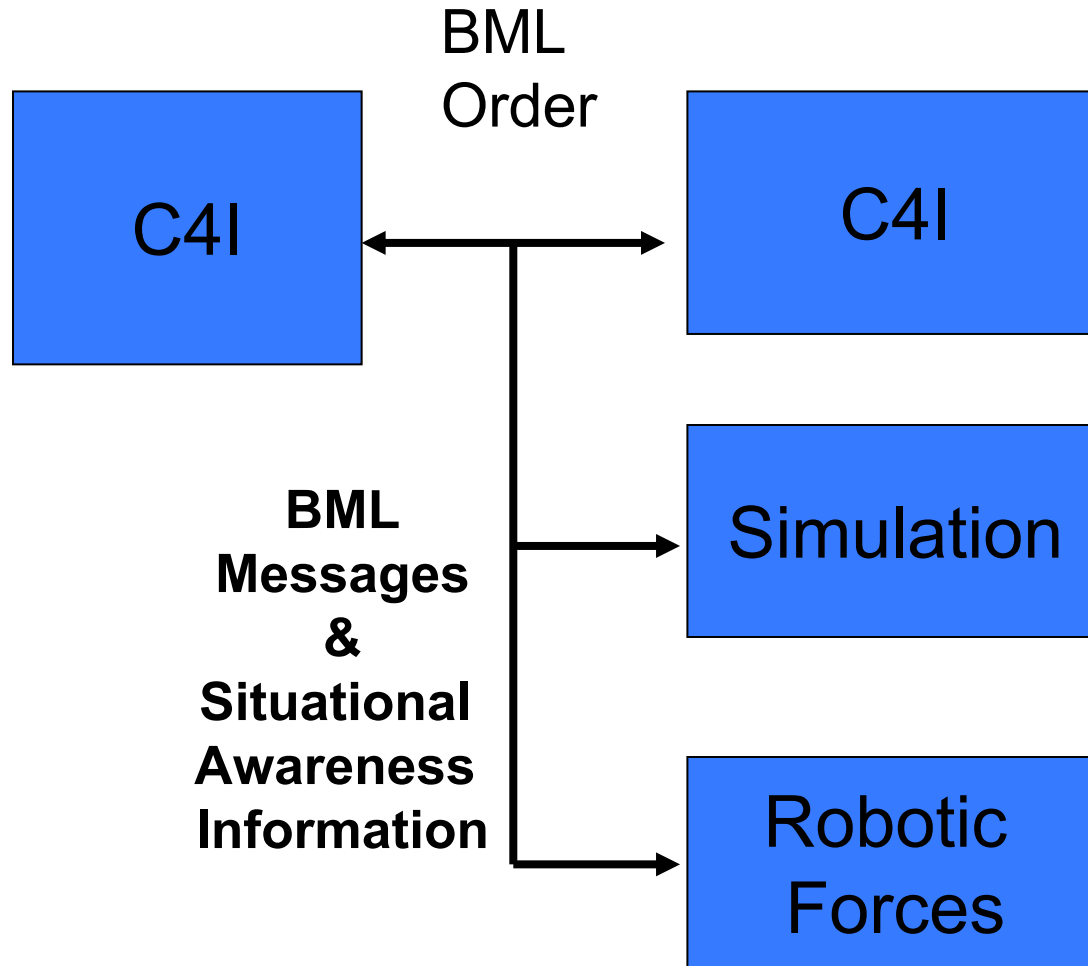 BML
Order
C4I
C4I
Simulation
BML
Messages
&
Situational
Awareness
Information
Robotic
Forces